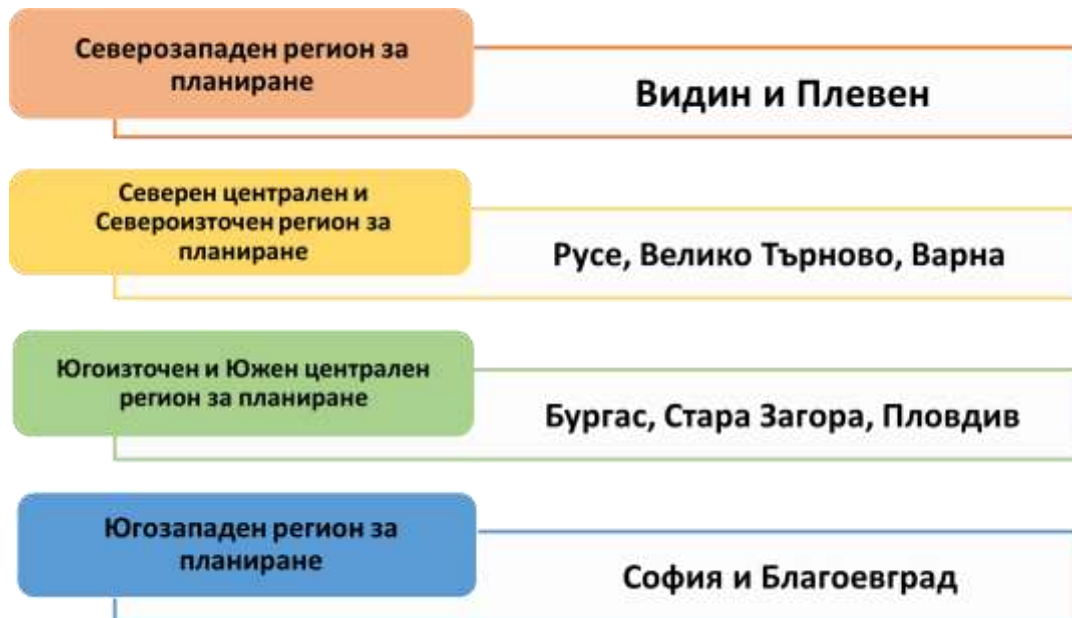 Северозападен регион за
планиране
Видин и Плевен
Северен централен и
Североизточен регион за
планиране
Русе, Велико Търново, Варна
Югоизточен и Южен централен
регион за планиране
Бургас, Стара Загора, Пловдив
Югозападен регион за
планиране
София и Благоевград